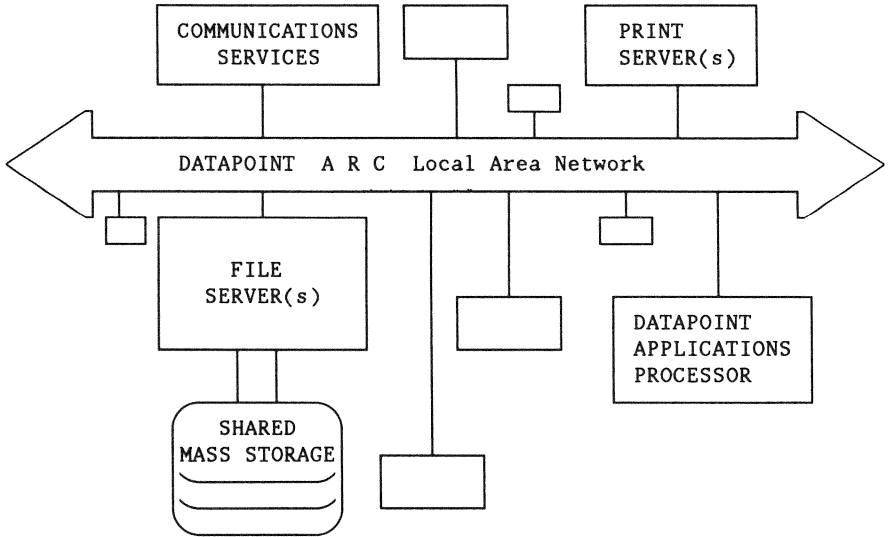 COMMUNICATIONS
SERVICES
PRINT
SERVER(s)
DATAPOINT A R C Local Area Network
FILE
SERVER(s)
DATAPOINT
APPLICATIONS
PROCESSOR
SHARED
MASS STORAGE